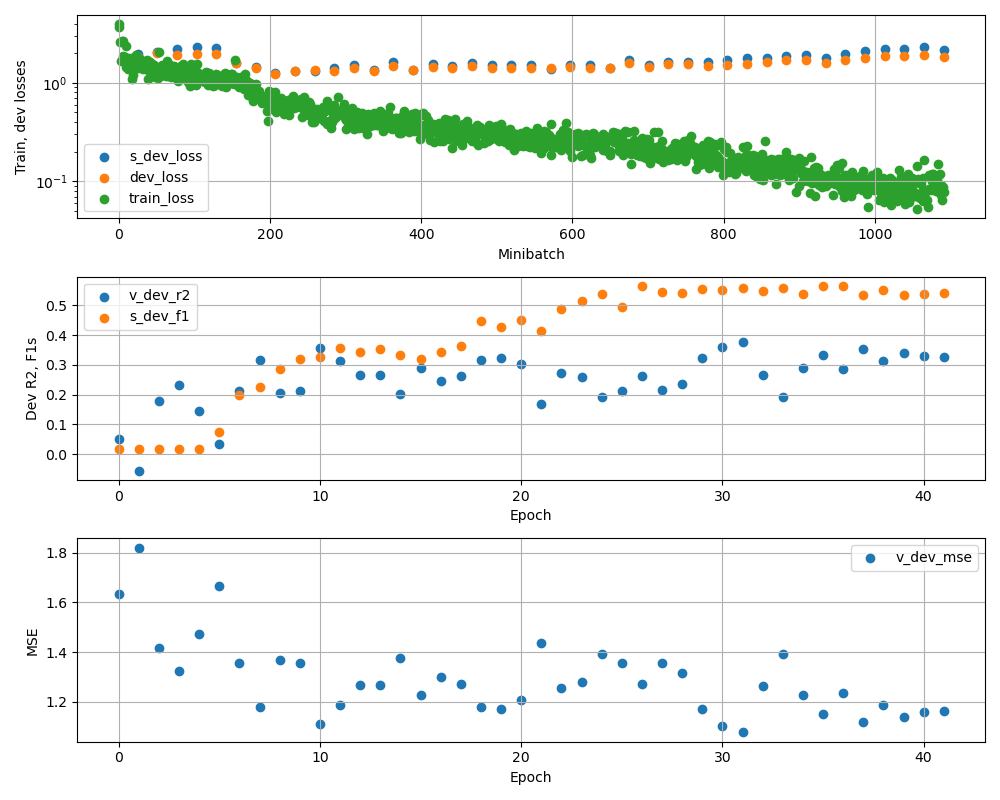 Train, dev losses
10⁰
10⁻¹
s_dev_loss
dev_loss
train_loss
0 200 400 600 800 1000
Minibatch
Dev R2, F1s
0.5
0.4
0.3
0.2
0.1
0.0
v_dev_r2
s_dev_f1
0 10 20 30 40
Epoch
MSE
1.8
1.6
1.4
1.2
v_dev_mse
0 10 20 30 40
Epoch